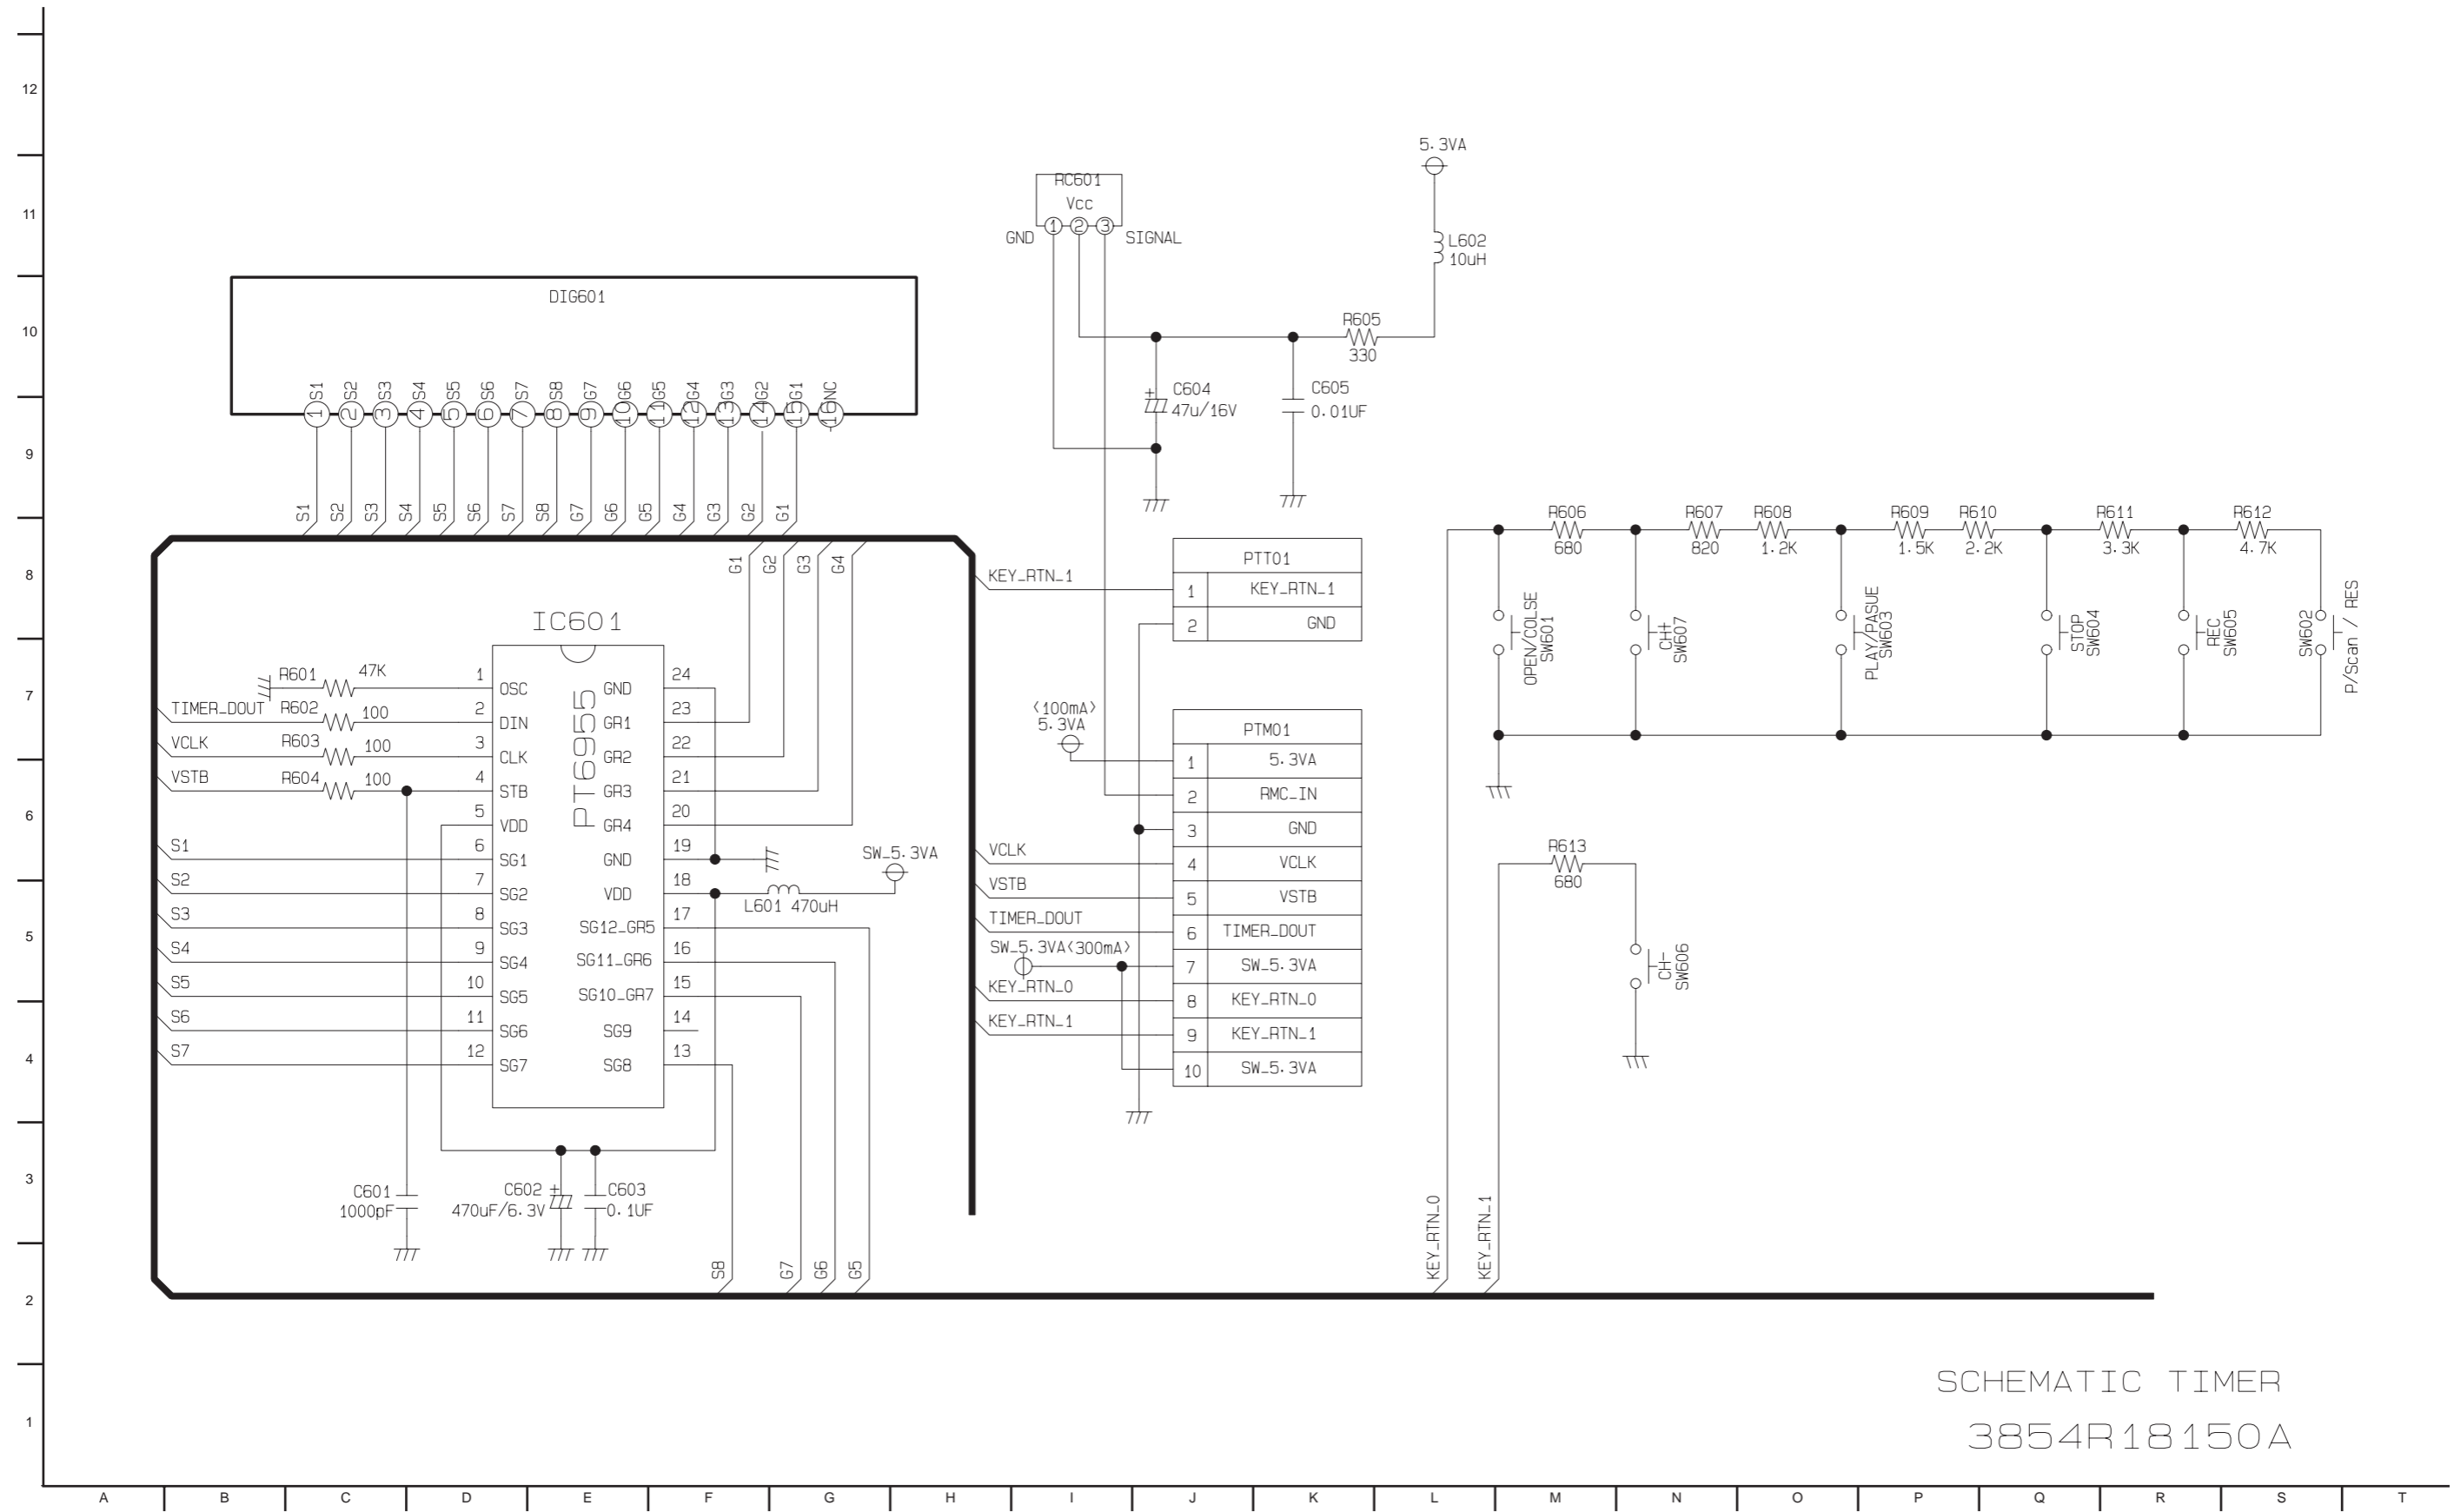 12
11
10
9
8
7
6
5
4
3
2
1
A B C D E F G H I J K L M N O P Q R S T
5.3VA
L602
10uH
RC601
Vcc
1 2 3
GND
SIGNAL
R605
330
C604
+
47u/16V
C605
0.01UF
DIG601
S1 S2 S3 S4 S5 S6 S7 S8 G7 G6 G5 G4 G3 G2 G1 NC
1 2 3 4 5 6 7 8 9 10 11 12 13 14 15 16
S1 S2 S3 S4 S5 S6 S7 S8 G7 G6 G5 G4 G3 G2 G1
G1 G2 G3 G4
IC601
PT6955
R601 47K
1 OSC
TIMER_DOUT R602 100
2 DIN
VCLK R603 100
3 CLK
VSTB R604 100
4 STB
5 VDD
S1 6 SG1
S2 7 SG2
S3 8 SG3
S4 9 SG4
S5 10 SG5
S6 11 SG6
S7 12 SG7
GND 24
GR1 23
GR2 22
GR3 21
GR4 20
GND 19
VDD 18
SG12_GR5 17
SG11_GR6 16
SG10_GR7 15
SG9 14
SG8 13
SW_5.3VA
L601 470uH
C601
1000pF
C602 +
470uF/6.3V
C603
0.1UF
S8 G7 G6 G5
KEY_RTN_1
PTT01
1 KEY_RTN_1
2 GND
<100mA>
5.3VA
PTM01
1 5.3VA
2 RMC_IN
3 GND
VCLK
4 VCLK
VSTB
5 VSTB
TIMER_DOUT
6 TIMER_DOUT
SW_5.3VA<300mA>
7 SW_5.3VA
KEY_RTN_0
8 KEY_RTN_0
KEY_RTN_1
9 KEY_RTN_1
10 SW_5.3VA
R606
680
R607
820
R608
1.2K
R609
1.5K
R610
2.2K
R611
3.3K
R612
4.7K
OPEN/COLSE
SW601
CH+
SW607
PLAY/PASUE
SW603
STOP
SW604
REC
SW605
SW602
P/Scan / RES
R613
680
CH-
SW606
KEY_RTN_0
KEY_RTN_1
SCHEMATIC TIMER
3854R18150A